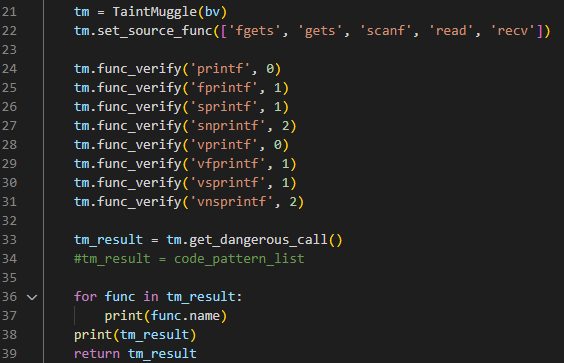 21 tm = TaintMuggle(bv)
22 tm.set_source_func(['fgets', 'gets', 'scanf', 'read', 'recv'])
23
24 tm.func_verify('printf', 0)
25 tm.func_verify('fprintf', 1)
26 tm.func_verify('sprintf', 1)
27 tm.func_verify('snprintf', 2)
28 tm.func_verify('vprintf', 0)
29 tm.func_verify('vfprintf', 1)
30 tm.func_verify('vsprintf', 1)
31 tm.func_verify('vnsprintf', 2)
32
33 tm_result = tm.get_dangerous_call()
34 #tm_result = code_pattern_list
35
36 for func in tm_result:
37     print(func.name)
38 print(tm_result)
39 return tm_result